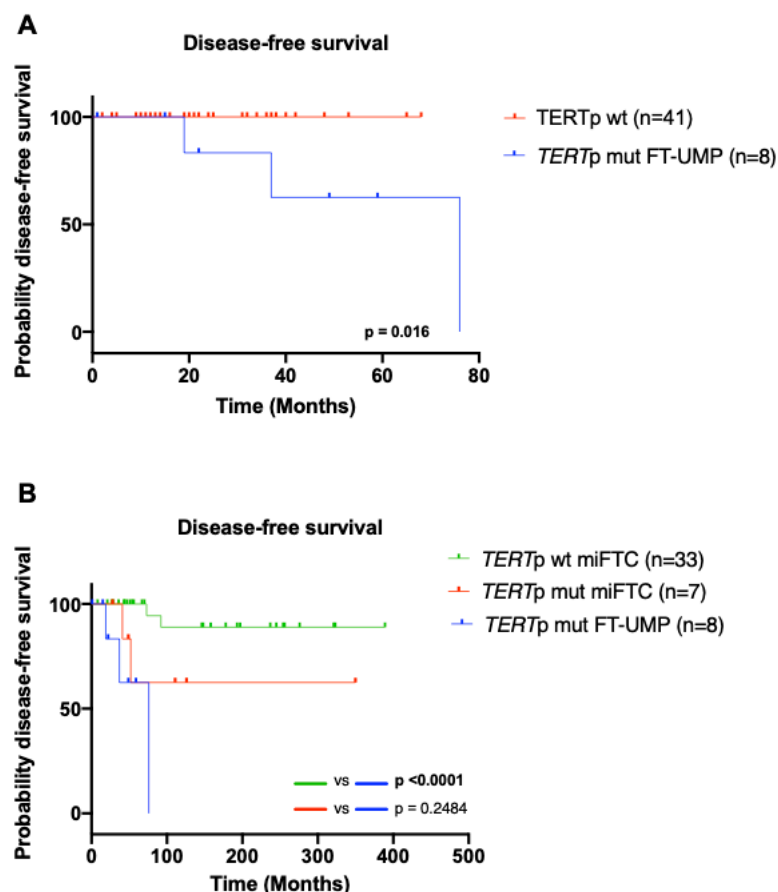 A
Disease-free survival
Probability disease-free survival
100
50
0
0 20 40 60 80
Time (Months)
p = 0.016
TERTp wt (n=41)
TERTp mut FT-UMP (n=8)
B
Disease-free survival
Probability disease-free survival
100
50
0
0 100 200 300 400 500
Time (Months)
vs p <0.0001
vs p = 0.2484
TERTp wt miFTC (n=33)
TERTp mut miFTC (n=7)
TERTp mut FT-UMP (n=8)